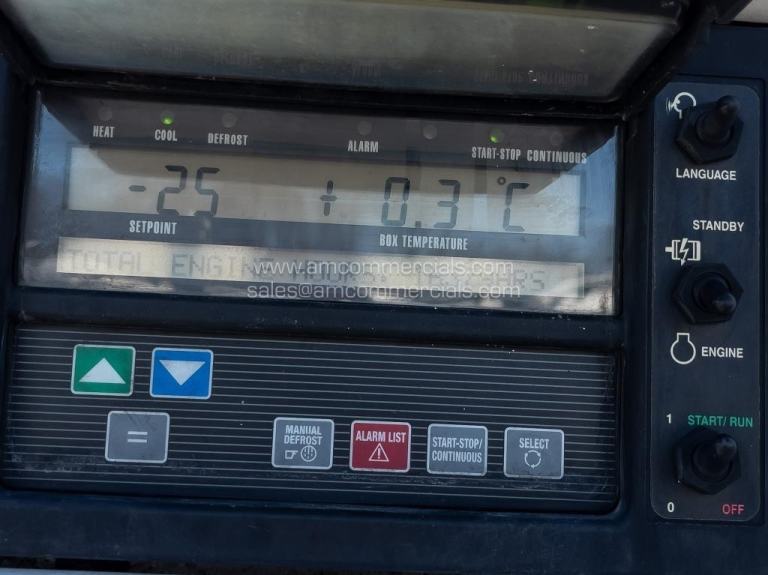 HEAT COOL DEFROST ALARM START-STOP CONTINUOUS
-25 + 0.3 °C
SETPOINT BOX TEMPERATURE
TOTAL ENGINE
www.amcommercials.com
sales@amcommercials.com
MANUAL
DEFROST
ALARM LIST
START-STOP/
CONTINUOUS
SELECT
=
LANGUAGE
STANDBY
ENGINE
1 START/ RUN
0 OFF